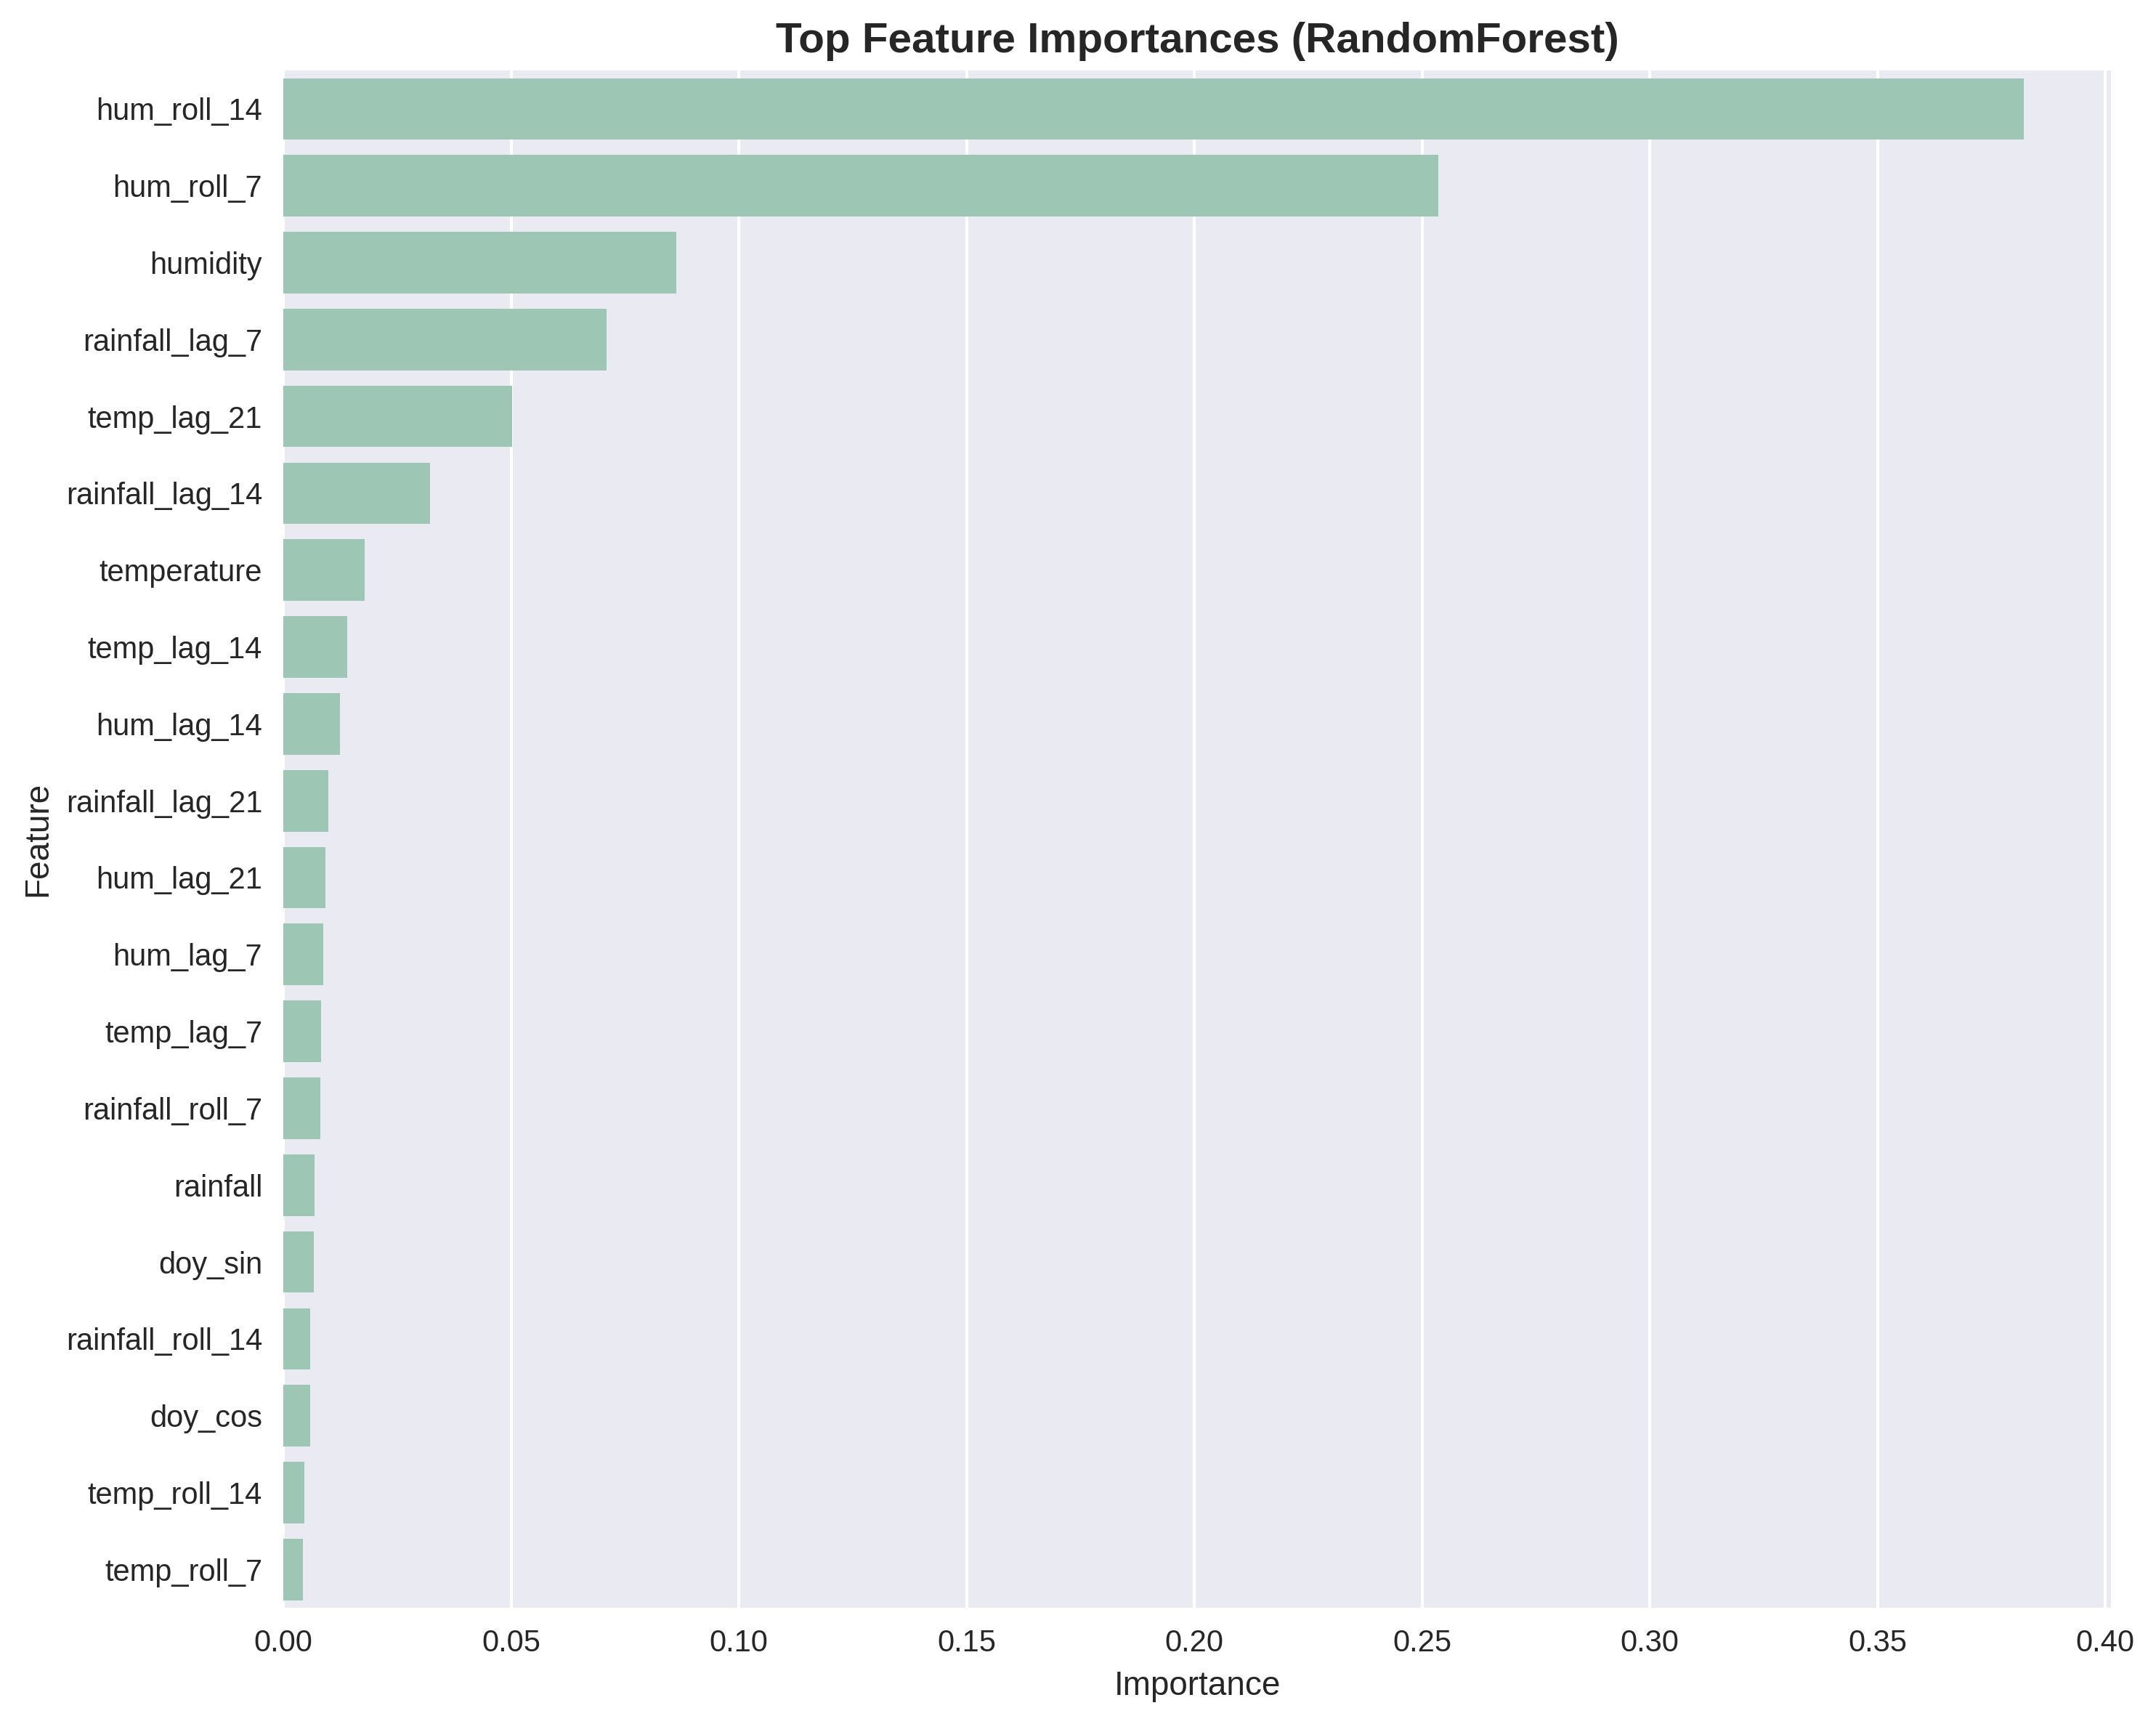 Top Feature Importances (RandomForest)
hum_roll_14
hum_roll_7
humidity
rainfall_lag_7
temp_lag_21
rainfall_lag_14
temperature
temp_lag_14
hum_lag_14
rainfall_lag_21
hum_lag_21
hum_lag_7
temp_lag_7
rainfall_roll_7
rainfall
doy_sin
rainfall_roll_14
doy_cos
temp_roll_14
temp_roll_7
Feature
0.00 0.05 0.10 0.15 0.20 0.25 0.30 0.35 0.40
Importance